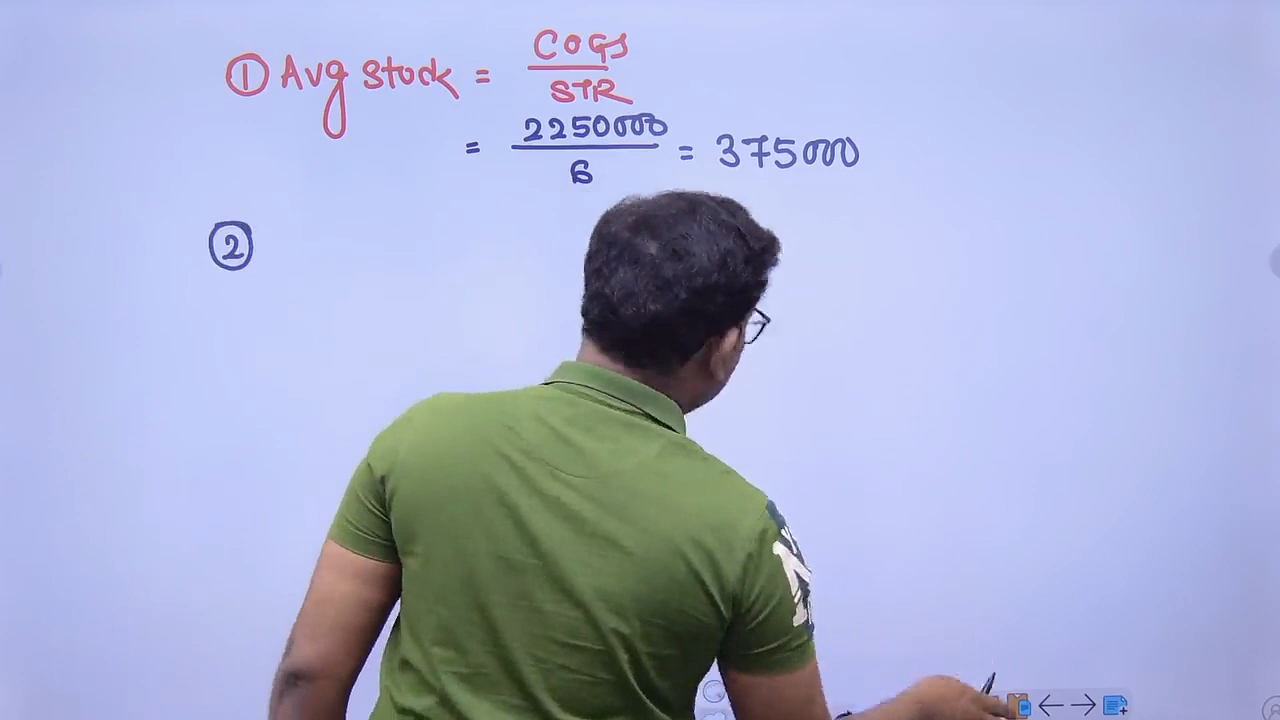 ① Avg stock = COGS / STR
= 2250000 / 6 = 375000
②